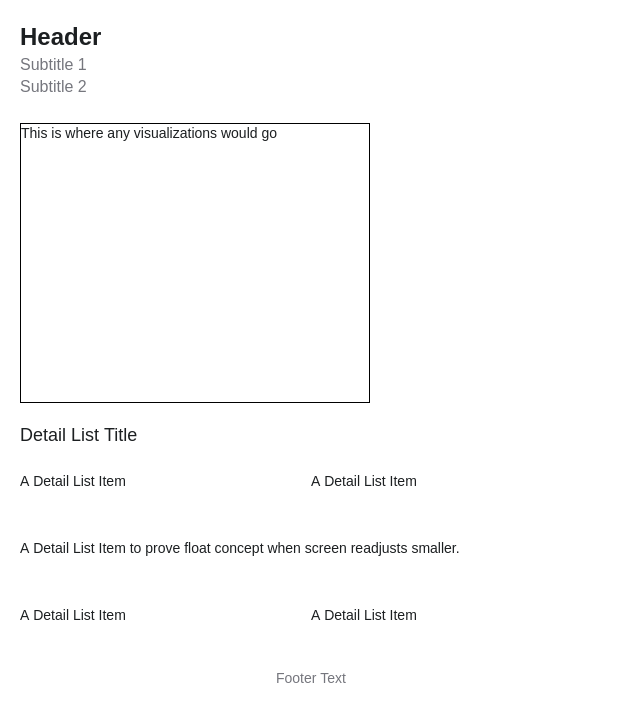 Header
Subtitle 1
Subtitle 2
This is where any visualizations would go
Detail List Title
A Detail List Item
A Detail List Item
A Detail List Item to prove float concept when screen readjusts smaller.
A Detail List Item
A Detail List Item
Footer Text